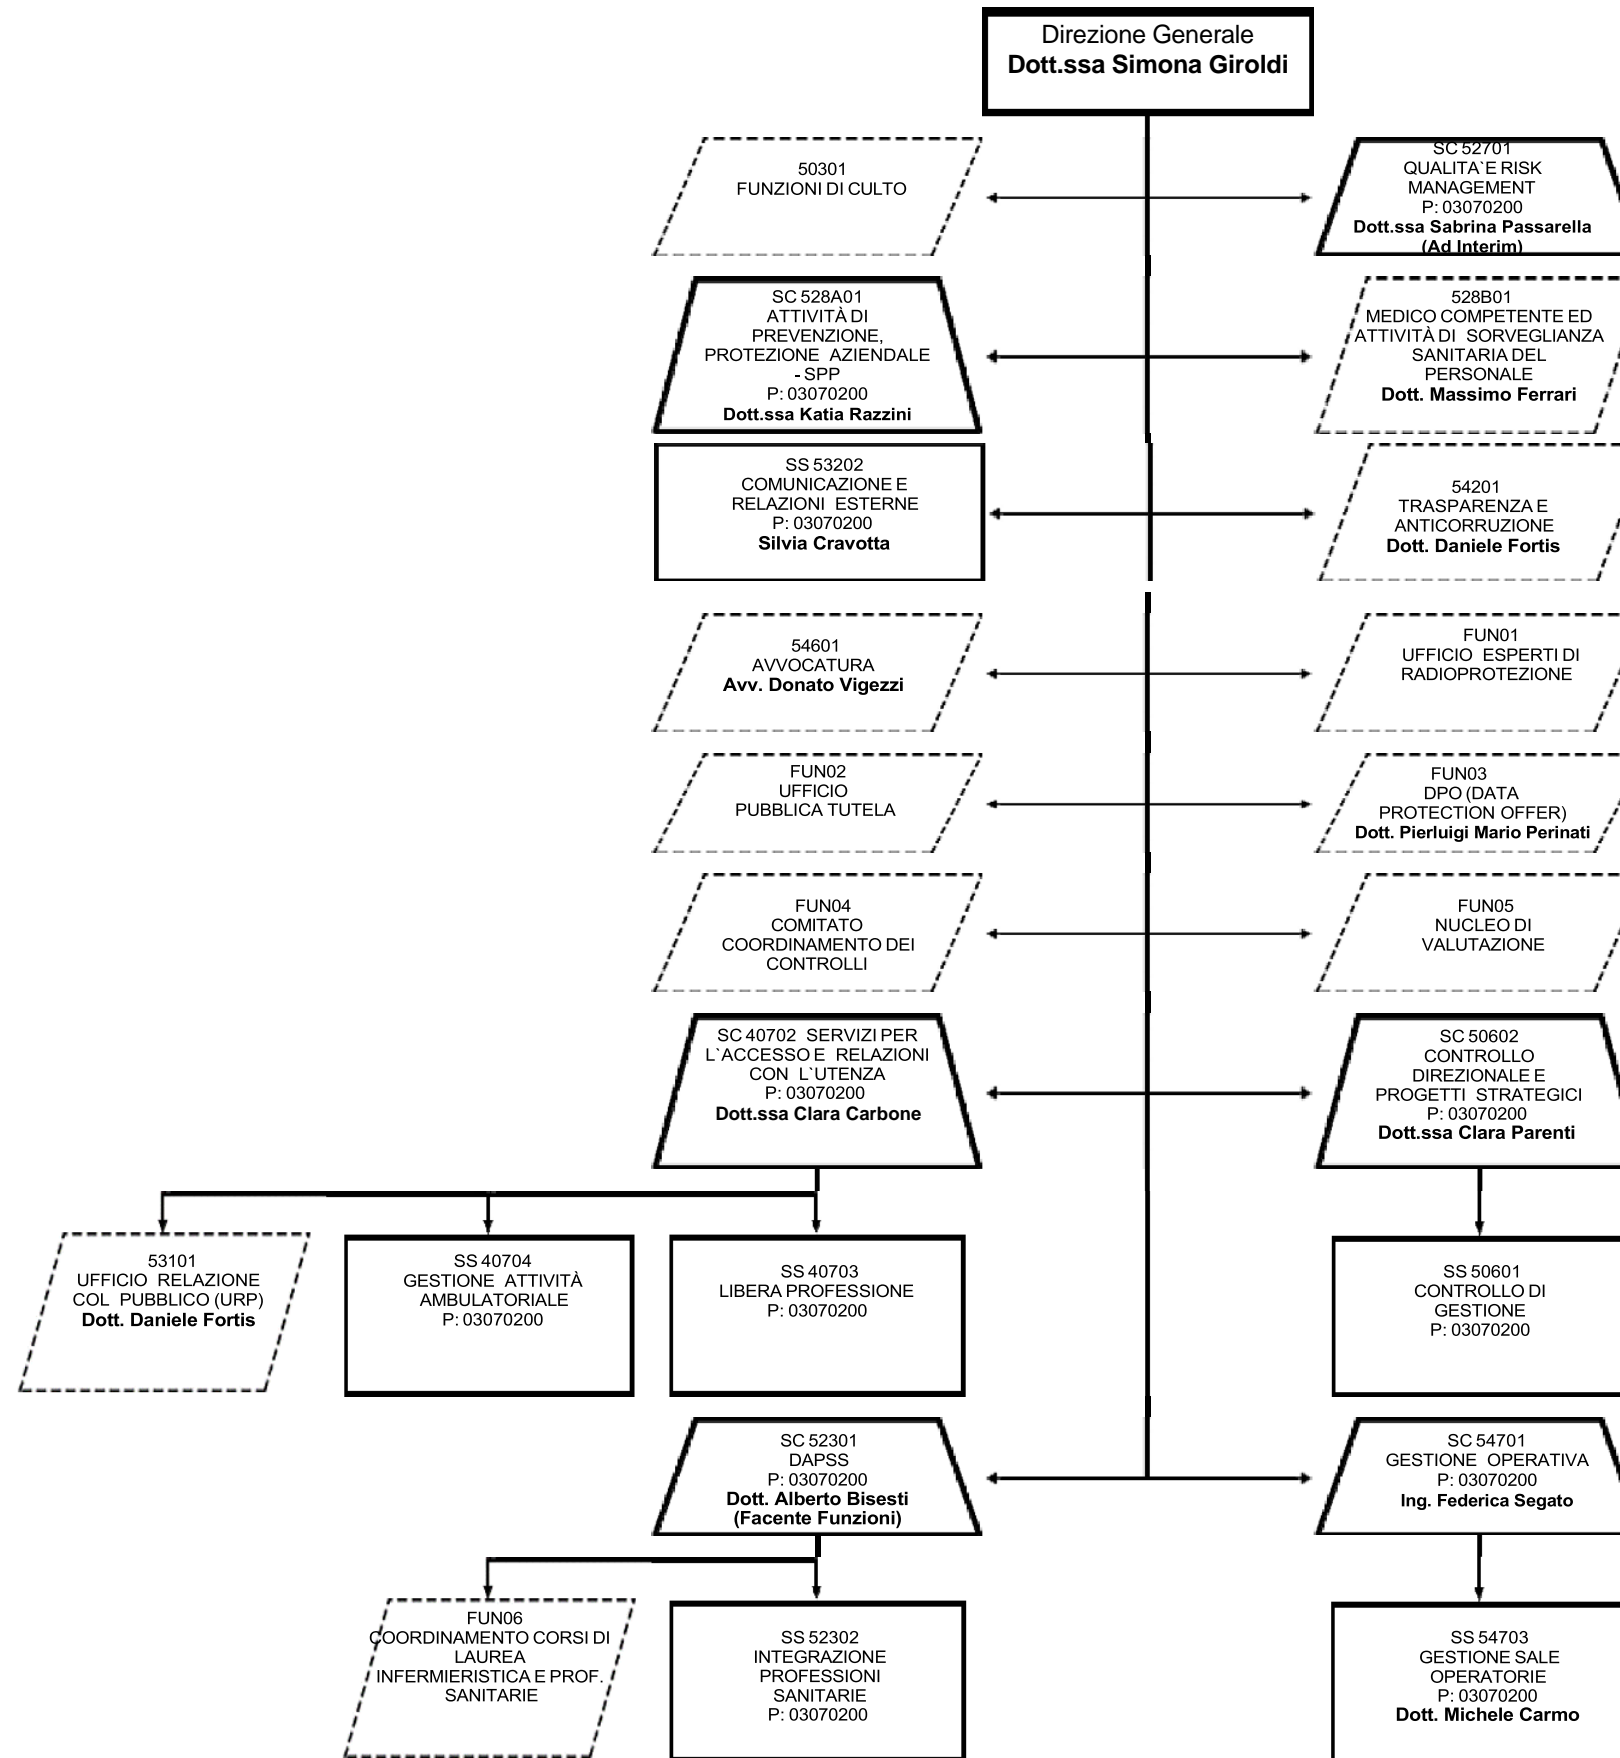 Direzione Generale
Dott.ssa Simona Giroldi
50301
FUNZIONI DI CULTO
SC 52701
QUALITA`E RISK
MANAGEMENT
P: 03070200
Dott.ssa Sabrina Passarella
(Ad Interim)
SC 528A01
ATTIVITÀ DI
PREVENZIONE,
PROTEZIONE AZIENDALE
- SPP
P: 03070200
Dott.ssa Katia Razzini
528B01
MEDICO COMPETENTE ED
ATTIVITÀ DI SORVEGLIANZA
SANITARIA DEL
PERSONALE
Dott. Massimo Ferrari
SS 53202
COMUNICAZIONE E
RELAZIONI ESTERNE
P: 03070200
Silvia Cravotta
54201
TRASPARENZA E
ANTICORRUZIONE
Dott. Daniele Fortis
54601
AVVOCATURA
Avv. Donato Vigezzi
FUN01
UFFICIO ESPERTI DI
RADIOPROTEZIONE
FUN02
UFFICIO
PUBBLICA TUTELA
FUN03
DPO (DATA
PROTECTION OFFER)
Dott. Pierluigi Mario Perinati
FUN04
COMITATO
COORDINAMENTO DEI
CONTROLLI
FUN05
NUCLEO DI
VALUTAZIONE
SC 40702 SERVIZI PER
L`ACCESSO E RELAZIONI
CON L`UTENZA
P: 03070200
Dott.ssa Clara Carbone
SC 50602
CONTROLLO
DIREZIONALE E
PROGETTI STRATEGICI
P: 03070200
Dott.ssa Clara Parenti
53101
UFFICIO RELAZIONE
COL PUBBLICO (URP)
Dott. Daniele Fortis
SS 40704
GESTIONE ATTIVITÀ
AMBULATORIALE
P: 03070200
SS 40703
LIBERA PROFESSIONE
P: 03070200
SS 50601
CONTROLLO DI
GESTIONE
P: 03070200
SC 52301
DAPSS
P: 03070200
Dott. Alberto Bisesti
(Facente Funzioni)
SC 54701
GESTIONE OPERATIVA
P: 03070200
Ing. Federica Segato
FUN06
COORDINAMENTO CORSI DI
LAUREA
INFERMIERISTICA E PROF.
SANITARIE
SS 52302
INTEGRAZIONE
PROFESSIONI
SANITARIE
P: 03070200
SS 54703
GESTIONE SALE
OPERATORIE
P: 03070200
Dott. Michele Carmo